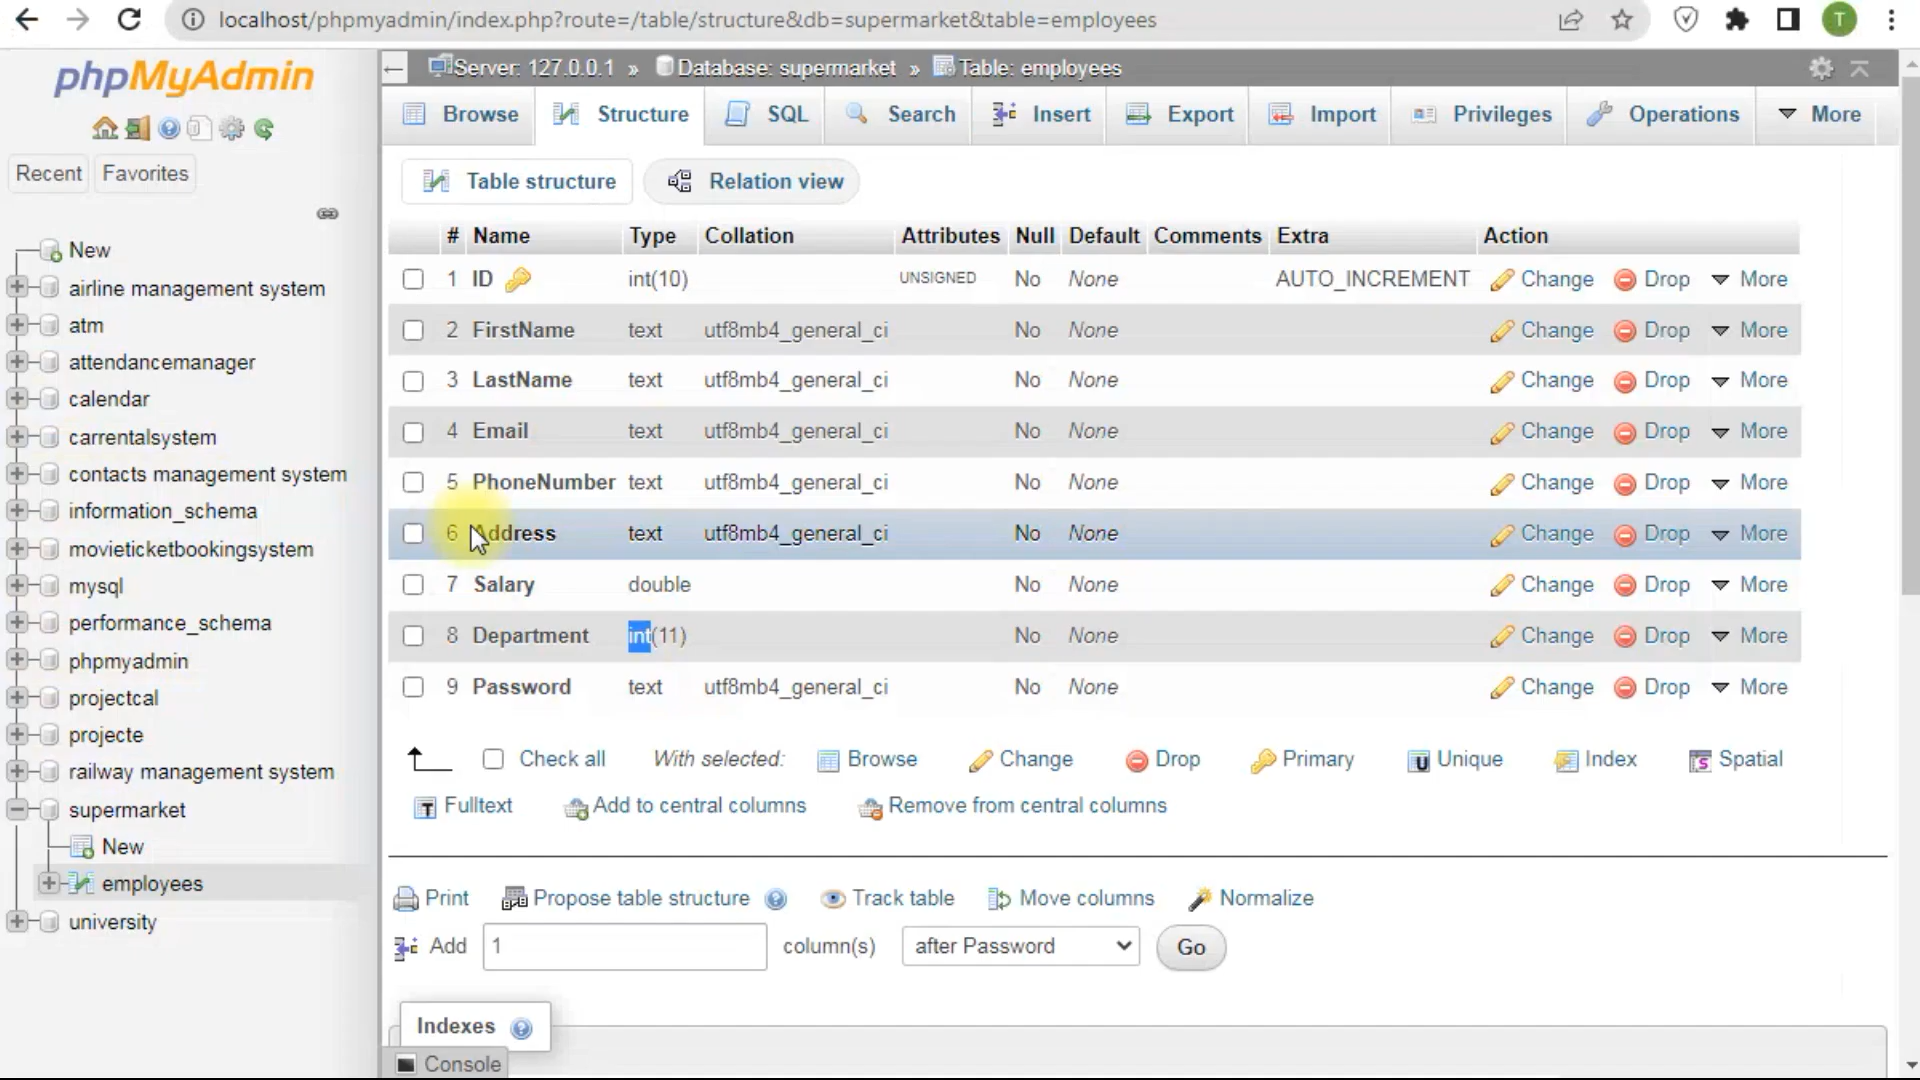 localhost/phpmyadmin/index.php?route=/table/structure&db=supermarket&table=employees
T
phpMyAdmin
Recent Favorites
New
airline management system
atm
attendancemanager
calendar
carrentalsystem
contacts management system
information_schema
movieticketbookingsystem
mysql
performance_schema
phpmyadmin
projectcal
projecte
railway management system
supermarket
New
employees
university
Server: 127.0.0.1 » Database: supermarket » Table: employees
Browse Structure SQL Search Insert Export Import Privileges Operations More
Table structure Relation view
# Name Type Collation Attributes Null Default Comments Extra Action
1 ID int(10) UNSIGNED No None AUTO_INCREMENT Change Drop More
2 FirstName text utf8mb4_general_ci No None Change Drop More
3 LastName text utf8mb4_general_ci No None Change Drop More
4 Email text utf8mb4_general_ci No None Change Drop More
5 PhoneNumber text utf8mb4_general_ci No None Change Drop More
6 Address text utf8mb4_general_ci No None Change Drop More
7 Salary double No None Change Drop More
8 Department int(11) No None Change Drop More
9 Password text utf8mb4_general_ci No None Change Drop More
Check all With selected: Browse Change Drop Primary Unique Index Spatial
Fulltext Add to central columns Remove from central columns
Print Propose table structure Track table Move columns Normalize
Add 1 column(s) after Password Go
Indexes
Console